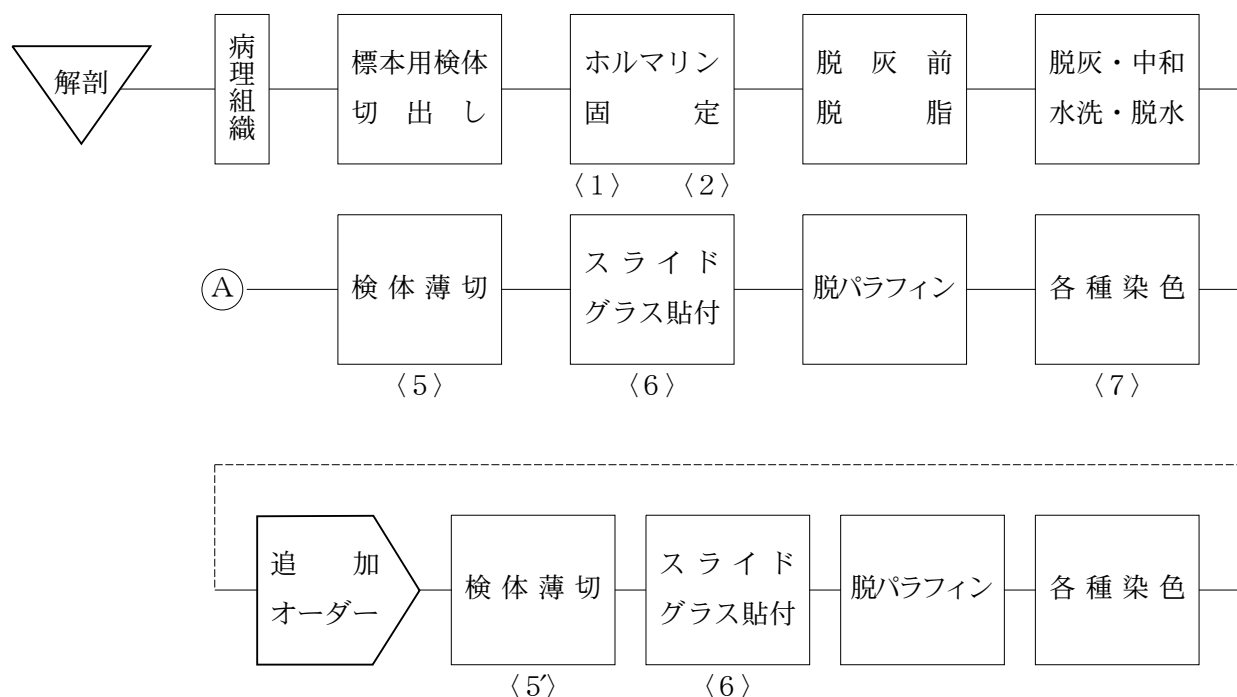 解剖
病理組織
標本用検体
切出し
ホルマリン
固定
脱灰前
脱脂
脱灰・中和
水洗・脱水
〈1〉 〈2〉
A
検体薄切
スライド
グラス貼付
脱パラフィン
各種染色
〈5〉
〈6〉
〈7〉
追加
オーダー
検体薄切
スライド
グラス貼付
脱パラフィン
各種染色
〈5′〉
〈6〉